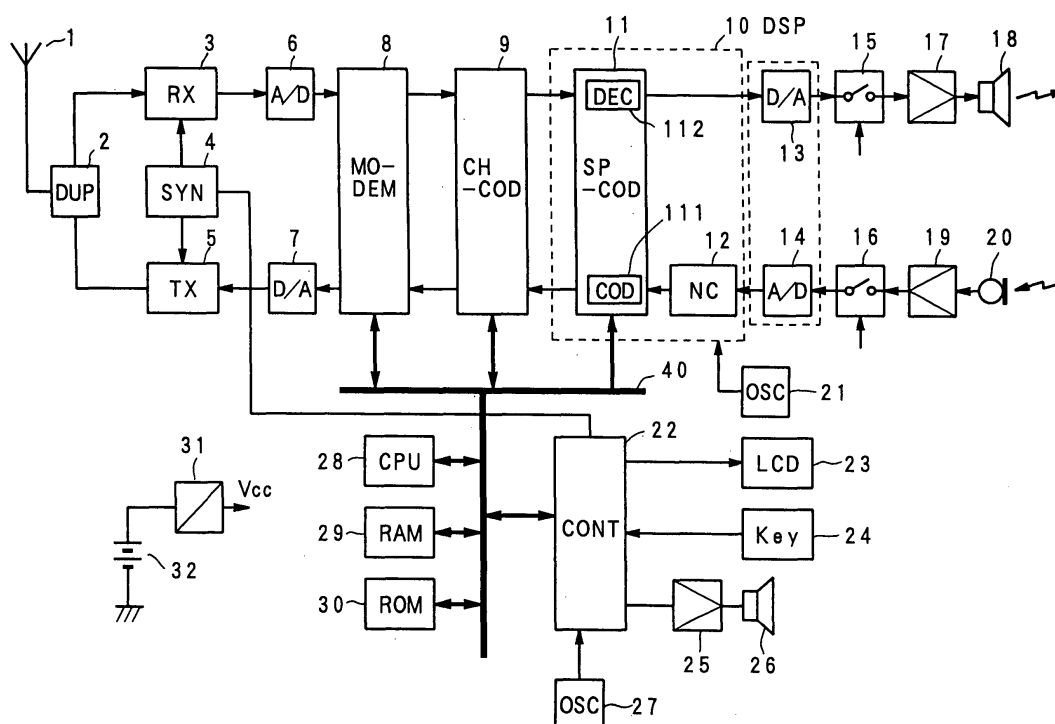 1
3
6
8
9
11
10 DSP
15
17
18
RX
A/D
DEC
D/A
112
13
2
4
DUP
SYN
MO-
DEM
CH
-COD
SP
-COD
111
12
14
16
19
20
5
7
TX
D/A
COD
NC
A/D
40
OSC
21
22
28
CPU
LCD
23
31
Vcc
29
RAM
CONT
Key
24
32
30
ROM
25
26
OSC
27